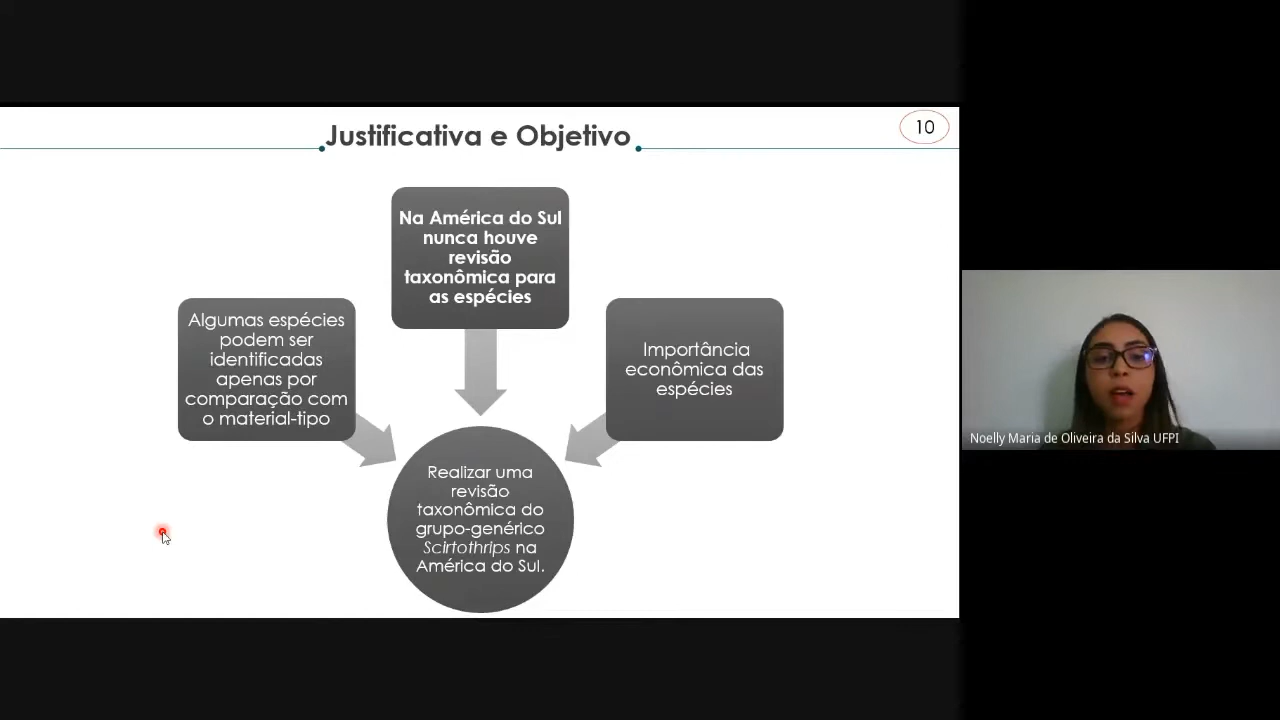 Justificativa e Objetivo
10
Na América do Sul
nunca houve
revisão
taxonômica para
as espécies
Algumas espécies
podem ser
identificadas
apenas por
comparação com
o material-tipo
Importância
econômica das
espécies
Realizar uma
revisão
taxonômica do
grupo-genérico
Scirtothrips na
América do Sul.
Noelly Maria de Oliveira da Silva UFPI